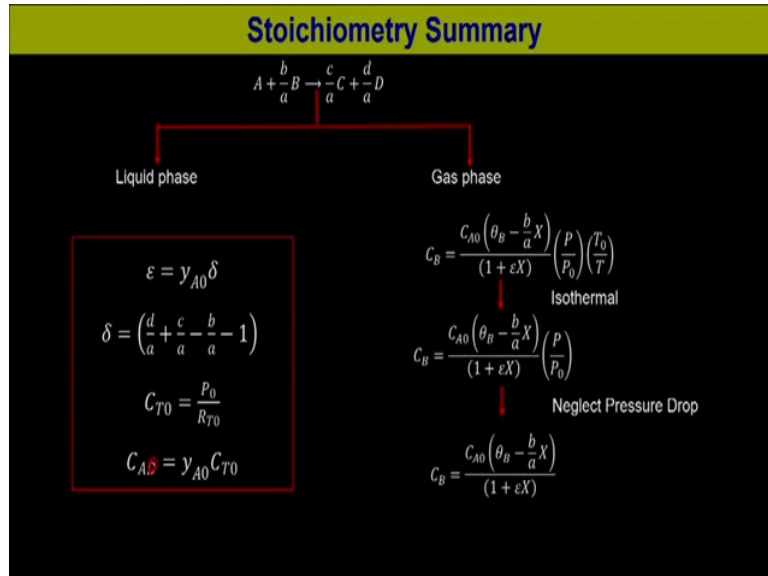 Stoichiometry Summary
A + b/a B → c/a C + d/a D
Liquid phase
Gas phase
ε = y_A0 δ
δ = (d/a + c/a − b/a − 1)
C_T0 = P_0 / R_T0
C_A0 = y_A0 C_T0
C_B = C_A0 (θ_B − b/a X) / (1 + εX) (P/P_0) (T_0/T)
Isothermal
C_B = C_A0 (θ_B − b/a X) / (1 + εX) (P/P_0)
Neglect Pressure Drop
C_B = C_A0 (θ_B − b/a X) / (1 + εX)